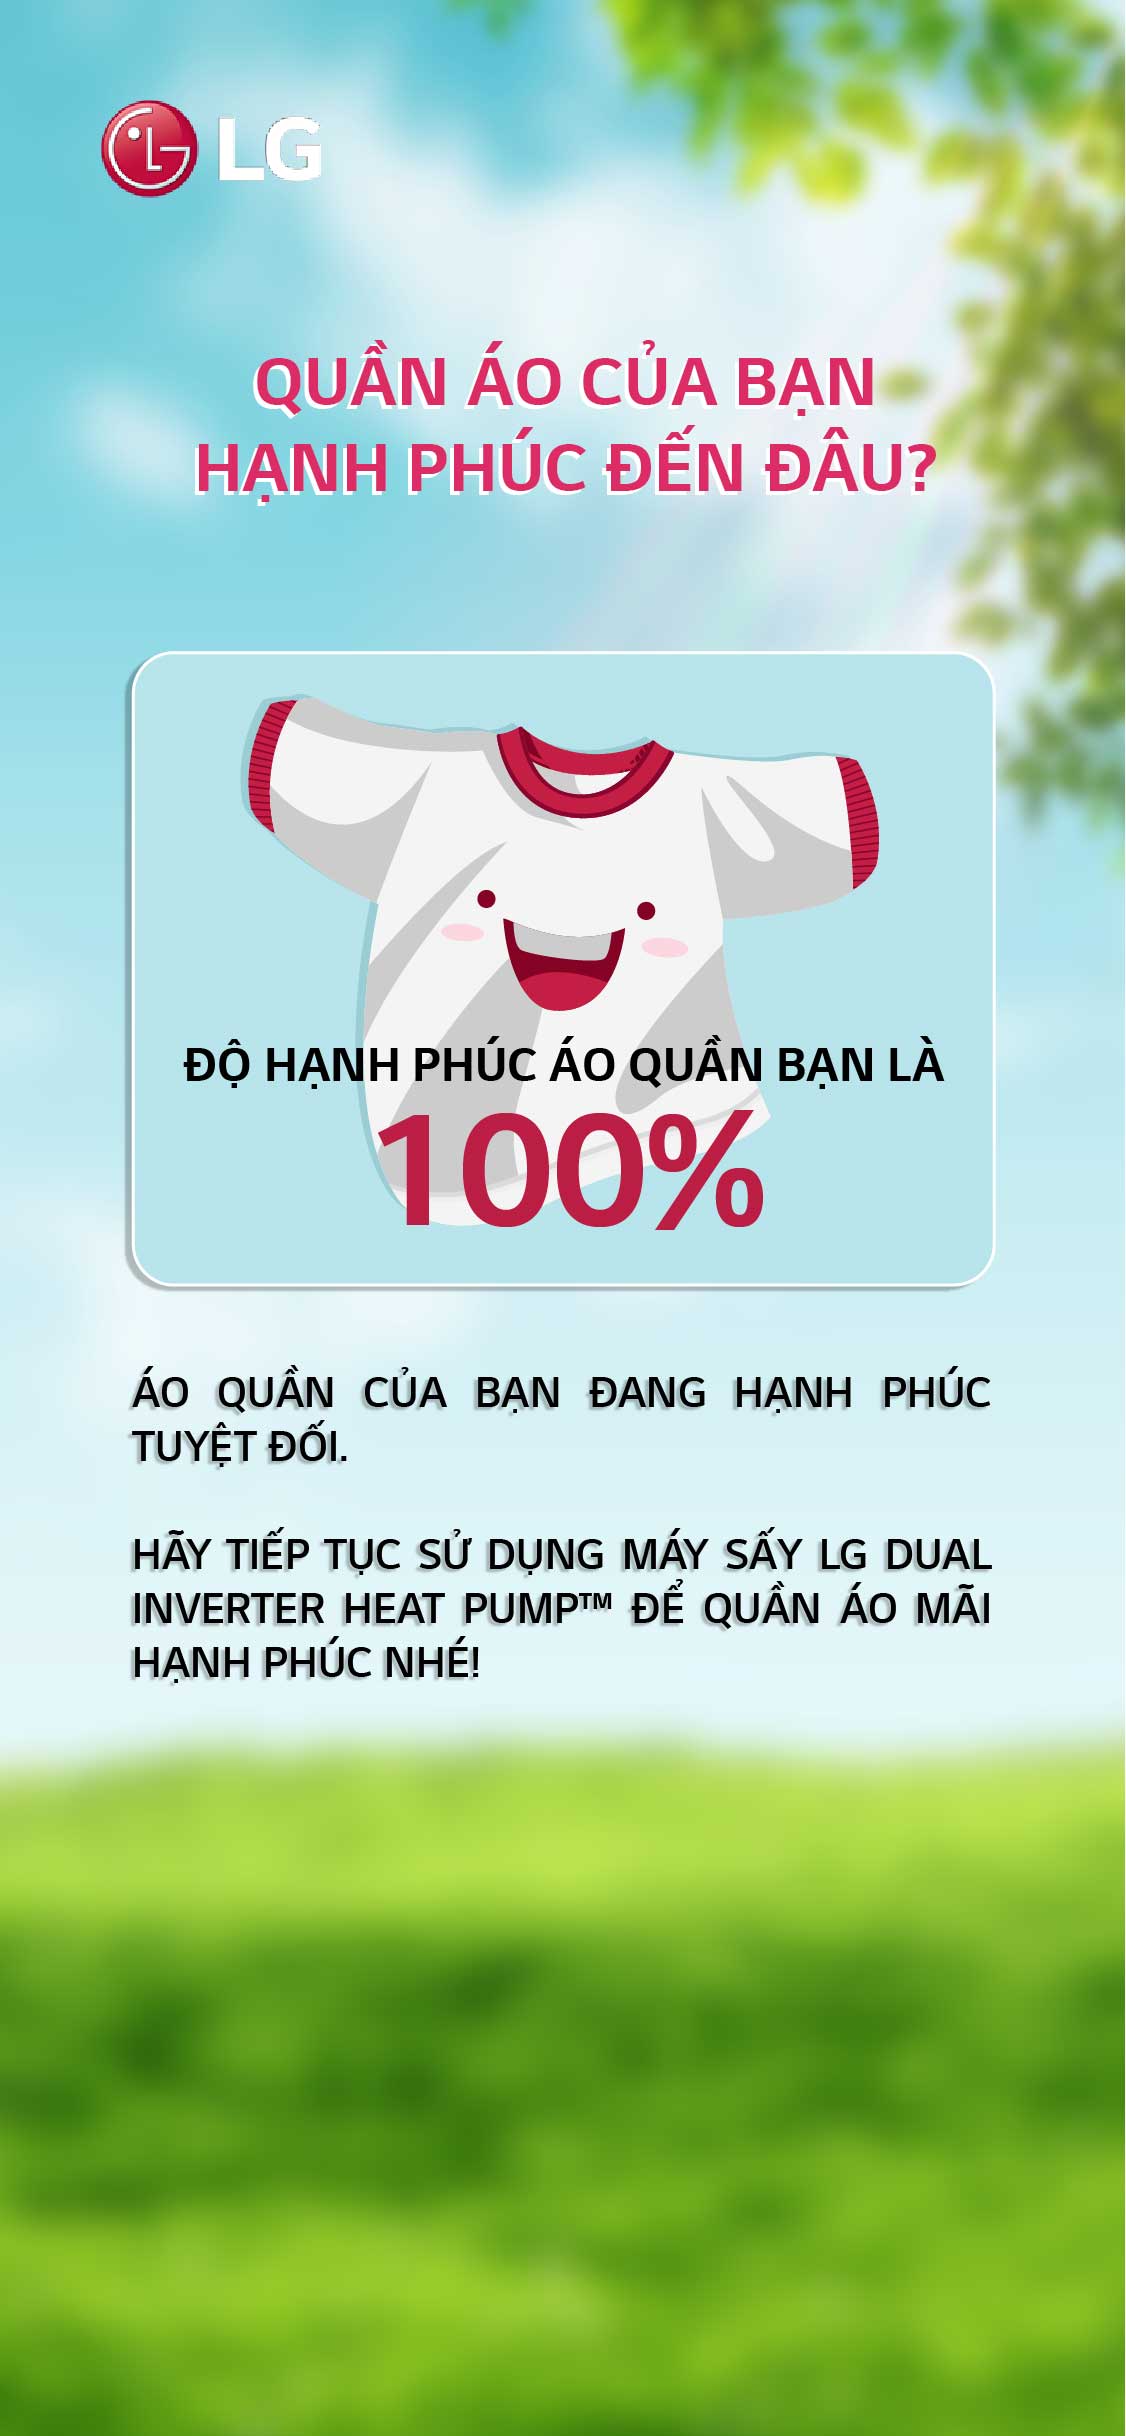 LG
QUẦN ÁO CỦA BẠN
HẠNH PHÚC ĐẾN ĐÂU?
ĐỘ HẠNH PHÚC ÁO QUẦN BẠN LÀ
100%
ÁO QUẦN CỦA BẠN ĐANG HẠNH PHÚC
TUYỆT ĐỐI.
HÃY TIẾP TỤC SỬ DỤNG MÁY SẤY LG DUAL
INVERTER HEAT PUMP™ ĐỂ QUẦN ÁO MÃI
HẠNH PHÚC NHÉ!